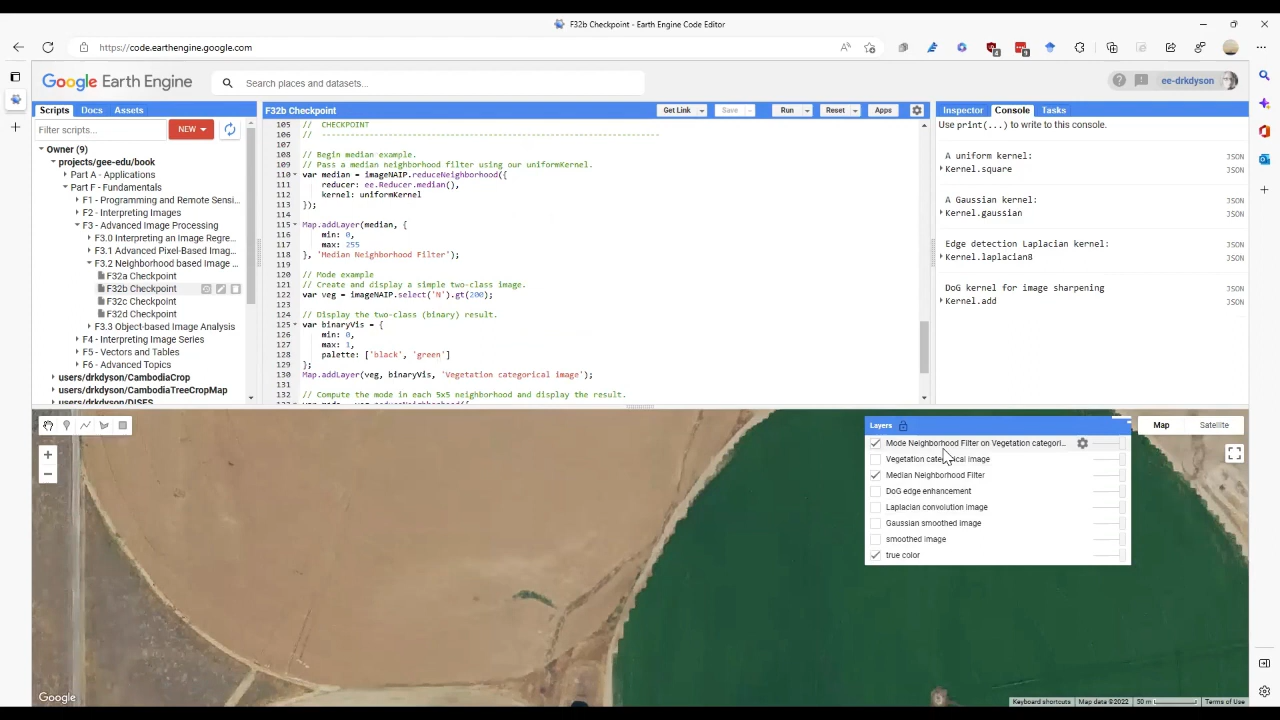 F32b Checkpoint - Earth Engine Code Editor
https://code.earthengine.google.com
4
9
Google Earth Engine
Search places and datasets...
ee-drkdyson
Scripts
Docs
Assets
Filter scripts...
NEW
Owner (9)
projects/gee-edu/book
Part A - Applications
Part F - Fundamentals
F1 - Programming and Remote Sensi...
F2 - Interpreting Images
F3 - Advanced Image Processing
F3.0 Interpreting an Image Regre...
F3.1 Advanced Pixel-Based Imag...
F3.2 Neighborhood based Image ...
F32a Checkpoint
F32b Checkpoint
F32c Checkpoint
F32d Checkpoint
F3.3 Object-based Image Analysis
F4 - Interpreting Image Series
F5 - Vectors and Tables
F6 - Advanced Topics
users/drkdyson/CambodiaCrop
users/drkdyson/CambodiaTreeCropMap
users/drkdyson/DISES
F32b Checkpoint
Get Link
Save
Run
Reset
Apps
105 // CHECKPOINT
106 // -----------------------------------------------------------------------
107
108 // Begin median example.
109 // Pass a median neighborhood filter using our uniformKernel.
110 var median = imageNAIP.reduceNeighborhood({
111 reducer: ee.Reducer.median(),
112 kernel: uniformKernel
113 });
114
115 Map.addLayer(median, {
116 min: 0,
117 max: 255
118 }, 'Median Neighborhood Filter');
119
120 // Mode example
121 // Create and display a simple two-class image.
122 var veg = imageNAIP.select('N').gt(200);
123
124 // Display the two-class (binary) result.
125 var binaryVis = {
126 min: 0,
127 max: 1,
128 palette: ['black', 'green']
129 };
130 Map.addLayer(veg, binaryVis, 'Vegetation categorical image');
131
132 // Compute the mode in each 5x5 neighborhood and display the result.
Inspector
Console
Tasks
Use print(...) to write to this console.
A uniform kernel:
JSON
Kernel.square
JSON
A Gaussian kernel:
JSON
Kernel.gaussian
JSON
Edge detection Laplacian kernel:
JSON
Kernel.laplacian8
JSON
DoG kernel for image sharpening
JSON
Kernel.add
JSON
Layers
Mode Neighborhood Filter on Vegetation categori...
Vegetation categorical image
Median Neighborhood Filter
DoG edge enhancement
Laplacian convolution image
Gaussian smoothed image
smoothed image
true color
Map
Satellite
Google
Keyboard shortcuts
Map data ©2022
50 m
Terms of Use